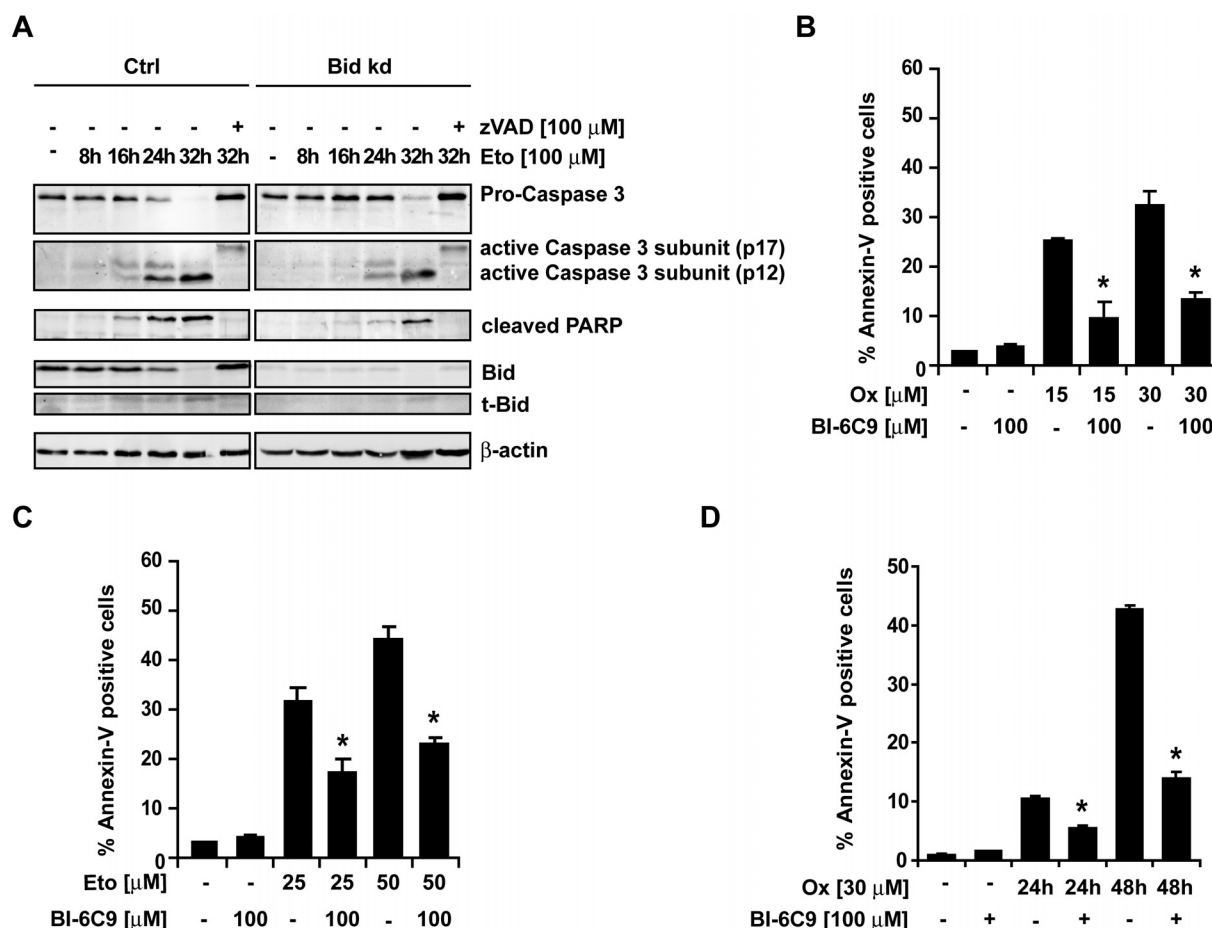 A
Ctrl Bid kd
- - - - - + - - - - - + zVAD [100 μM]
- 8h 16h 24h 32h 32h - 8h 16h 24h 32h 32h Eto [100 μM]
Pro-Caspase 3
active Caspase 3 subunit (p17)
active Caspase 3 subunit (p12)
cleaved PARP
Bid
t-Bid
β-actin
B
% Annexin-V positive cells
60
50
40
30
20
10
0
* *
Ox [μM] - - 15 15 30 30
BI-6C9 [μM] - 100 - 100 - 100
C
% Annexin-V positive cells
60
50
40
30
20
10
0
* *
Eto [μM] - - 25 25 50 50
BI-6C9 [μM] - 100 - 100 - 100
D
% Annexin-V positive cells
50
40
30
20
10
0
* *
Ox [30 μM] - - 24h 24h 48h 48h
BI-6C9 [100 μM] - + - + - +